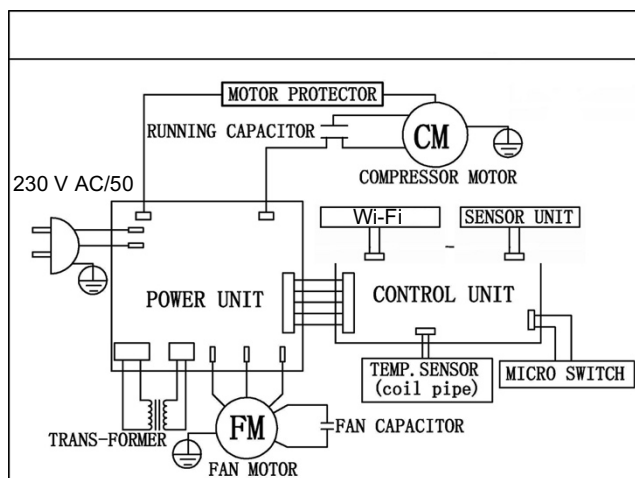 MOTOR PROTECTOR
RUNNING CAPACITOR
CM
COMPRESSOR MOTOR
230 V AC/50
Wi-Fi
SENSOR UNIT
POWER UNIT
CONTROL UNIT
TEMP.SENSOR
(coil pipe)
MICRO SWITCH
TRANS-FORMER
FM
FAN CAPACITOR
FAN MOTOR